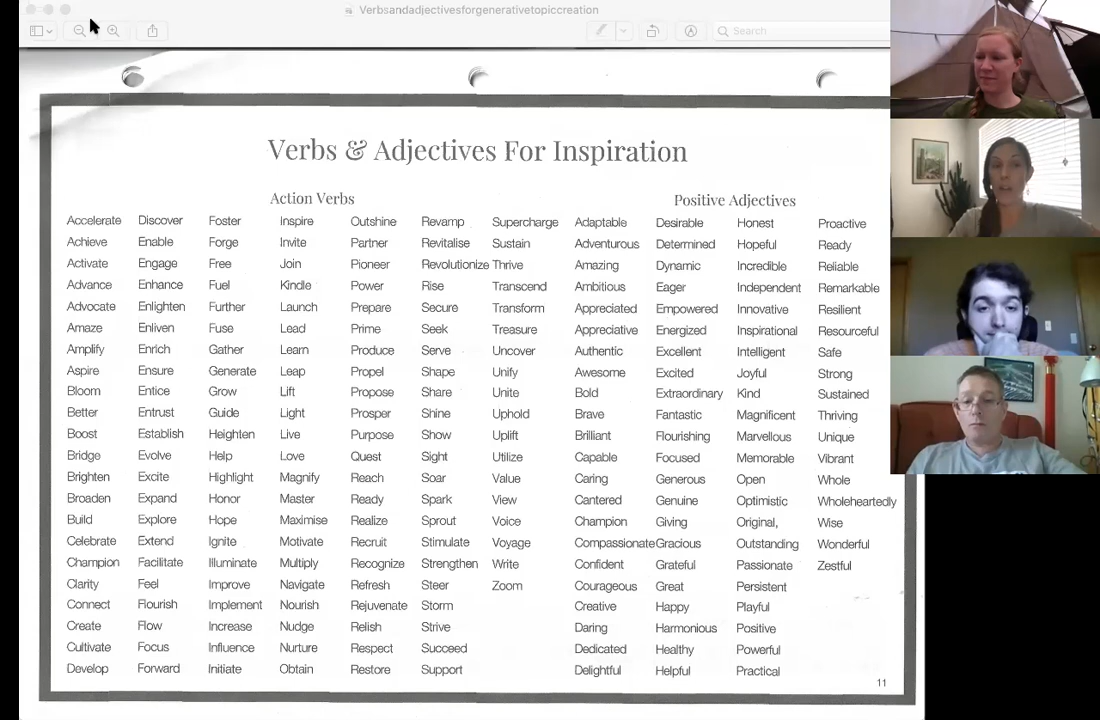 Verbsandadjectivesforgenerativetopiccreation
Search
Verbs & Adjectives For Inspiration
Action Verbs
Positive Adjectives
Accelerate Discover Foster Inspire Outshine Revamp Supercharge Adaptable Desirable Honest Proactive
Achieve Enable Forge Invite Partner Revitalise Sustain Adventurous Determined Hopeful Ready
Activate Engage Free Join Pioneer Revolutionize Thrive Amazing Dynamic Incredible Reliable
Advance Enhance Fuel Kindle Power Rise Transcend Ambitious Eager Independent Remarkable
Advocate Enlighten Further Launch Prepare Secure Transform Appreciated Empowered Innovative Resilient
Amaze Enliven Fuse Lead Prime Seek Treasure Appreciative Energized Inspirational Resourceful
Amplify Enrich Gather Learn Produce Serve Uncover Authentic Excellent Intelligent Safe
Aspire Ensure Generate Leap Propel Shape Unify Awesome Excited Joyful Strong
Bloom Entice Grow Lift Propose Share Unite Bold Extraordinary Kind Sustained
Better Entrust Guide Light Prosper Shine Uphold Brave Fantastic Magnificent Thriving
Boost Establish Heighten Live Purpose Show Uplift Brilliant Flourishing Marvellous Unique
Bridge Evolve Help Love Quest Sight Utilize Capable Focused Memorable Vibrant
Brighten Excite Highlight Magnify Reach Soar Value Caring Generous Open Whole
Broaden Expand Honor Master Ready Spark View Cantered Genuine Optimistic Wholeheartedly
Build Explore Hope Maximise Realize Sprout Voice Champion Giving Original, Wise
Celebrate Extend Ignite Motivate Recruit Stimulate Voyage Compassionate Gracious Outstanding Wonderful
Champion Facilitate Illuminate Multiply Recognize Strengthen Write Confident Grateful Passionate Zestful
Clarity Feel Improve Navigate Refresh Steer Zoom Courageous Great Persistent
Connect Flourish Implement Nourish Rejuvenate Storm Creative Happy Playful
Create Flow Increase Nudge Relish Strive Daring Harmonious Positive
Cultivate Focus Influence Nurture Respect Succeed Dedicated Healthy Powerful
Develop Forward Initiate Obtain Restore Support Delightful Helpful Practical
11